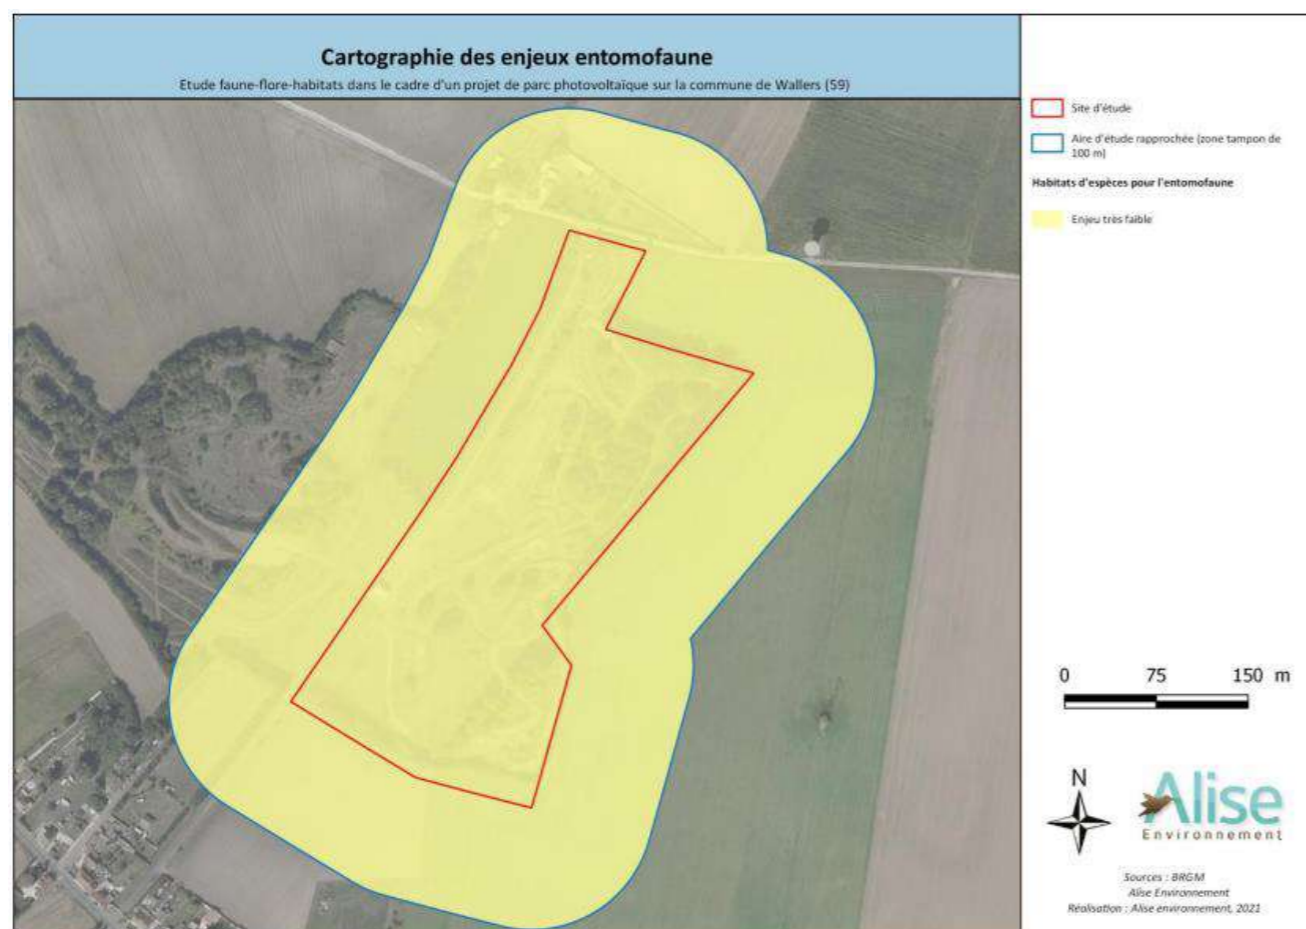 Cartographie des enjeux entomofaune
Etude faune-flore-habitats dans le cadre d'un projet de parc photovoltaïque sur la commune de Wallers (59)
Site d'étude
Aire d'étude rapprochée (zone tampon de
100 m)
Habitats d'espèces pour l'entomofaune
Enjeu très faible
0 75 150 m
N
Alise
Environnement
Sources : BRGM
Alise Environnement
Réalisation : Alise environnement, 2021